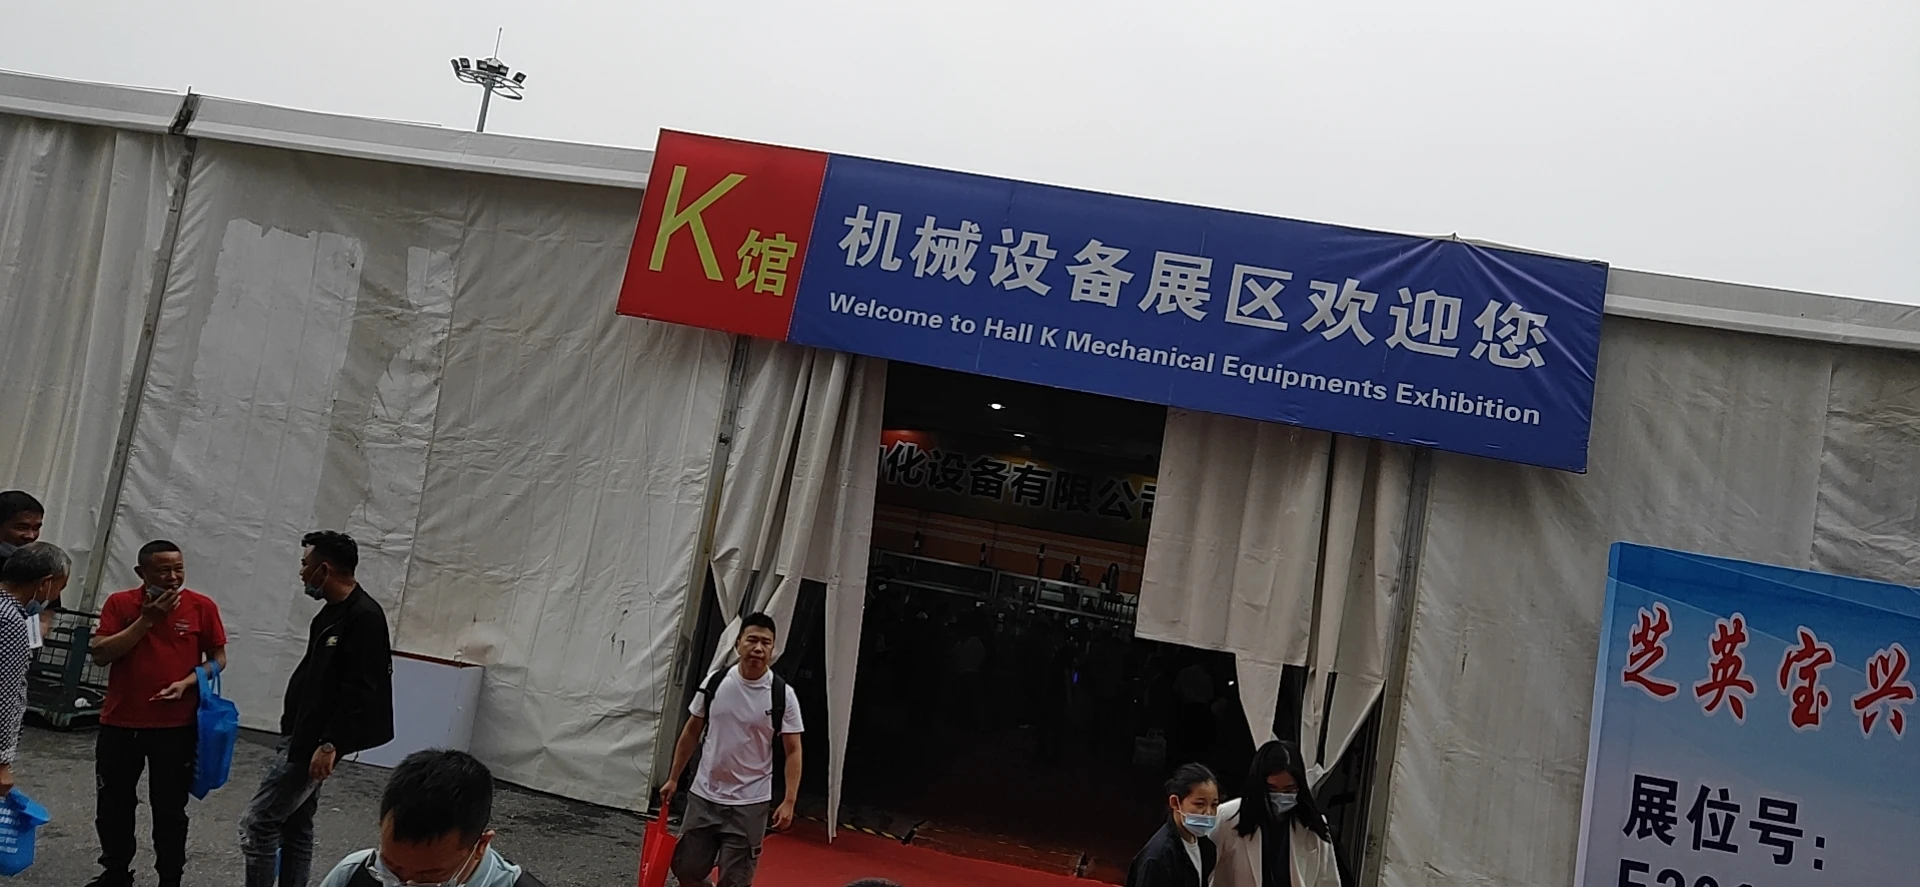 K馆
机械设备展区欢迎您
Welcome to Hall K Mechanical Equipments Exhibition
化设备有限公司
芝英宝兴
展位号: